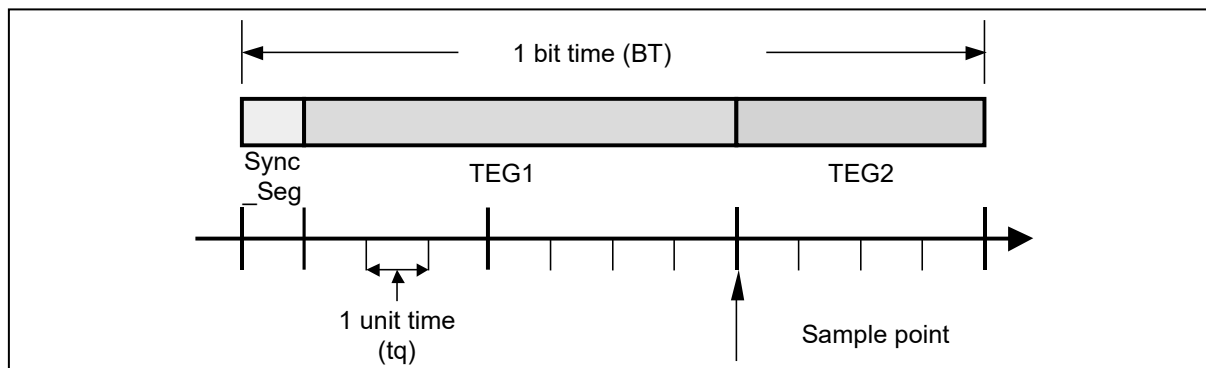 1 bit time (BT)
Sync
_Seg
TEG1
TEG2
1 unit time
(tq)
Sample point